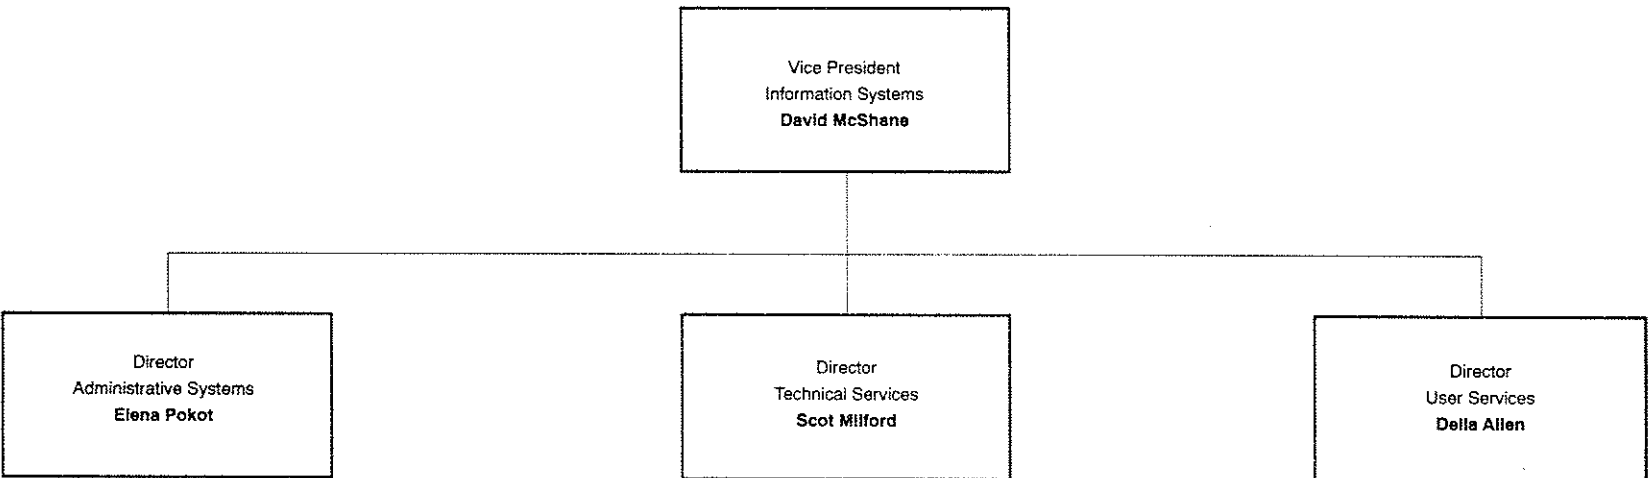 Vice President
Information Systems
David McShane
Director
Administrative Systems
Elena Pokot
Director
Technical Services
Scot Milford
Director
User Services
Della Allen